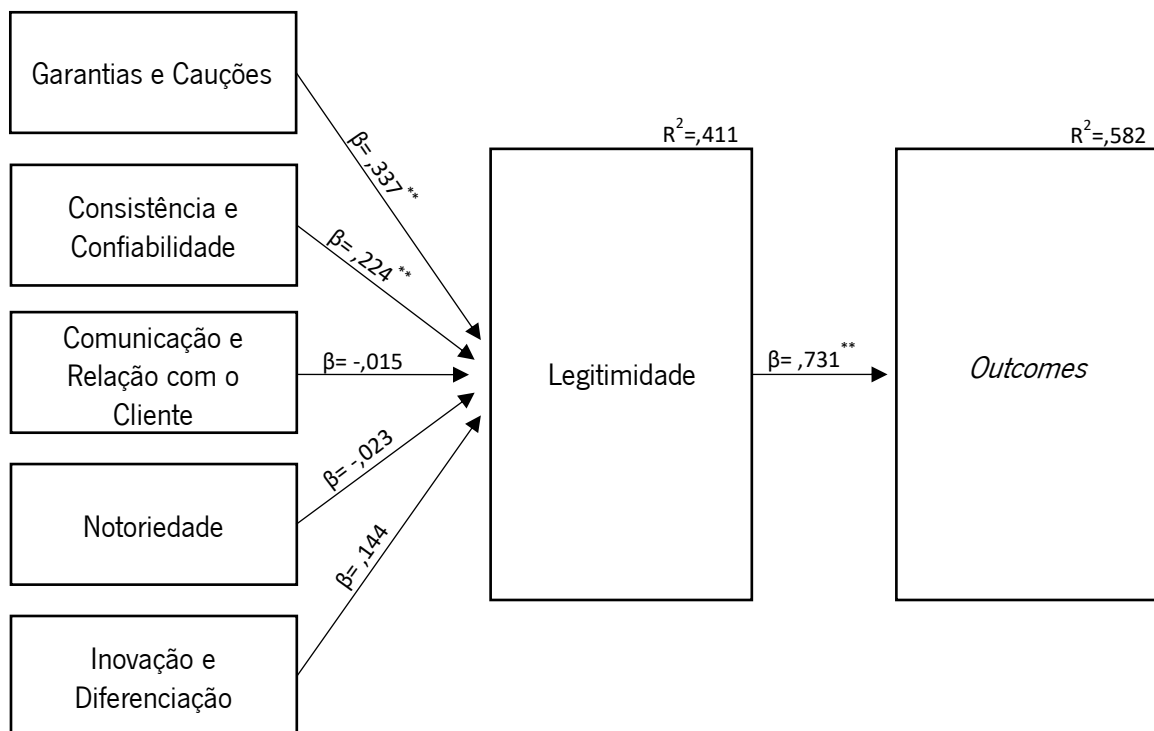 Garantias e Cauções
β= ,337 **
Consistência e
Confiabilidade
β= ,224 **
Comunicação e
Relação com o
Cliente
β= -,015
Notoriedade
β= -,023
Inovação e
Diferenciação
β= ,144
R²=,411
Legitimidade
β= ,731**
R²=,582
Outcomes